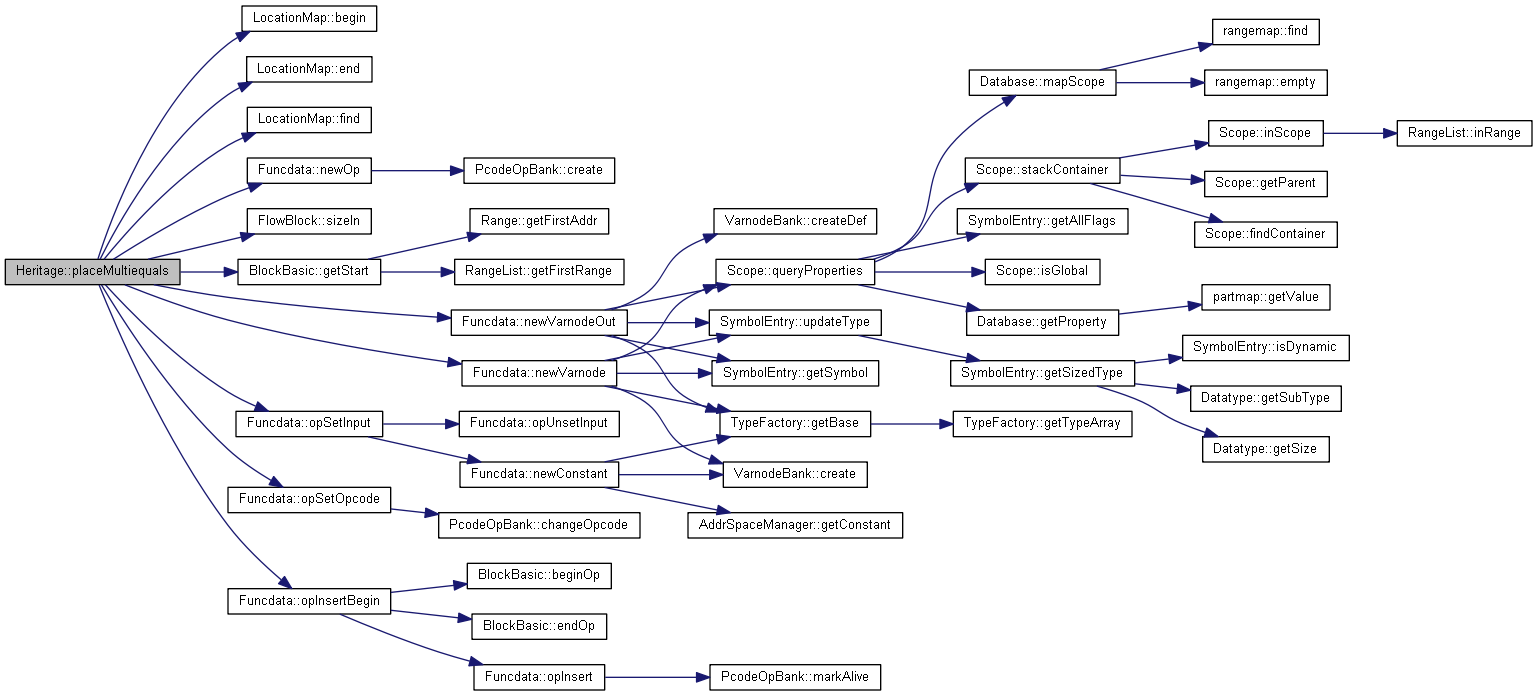 LocationMap::begin
LocationMap::end
LocationMap::find
Funcdata::newOp
PcodeOpBank::create
FlowBlock::sizeIn
Heritage::placeMultiequals
BlockBasic::getStart
Range::getFirstAddr
RangeList::getFirstRange
Funcdata::newVarnodeOut
Funcdata::newVarnode
Funcdata::opSetInput
Funcdata::opUnsetInput
Funcdata::newConstant
Funcdata::opSetOpcode
PcodeOpBank::changeOpcode
Funcdata::opInsertBegin
BlockBasic::beginOp
BlockBasic::endOp
Funcdata::opInsert
PcodeOpBank::markAlive
VarnodeBank::createDef
Scope::queryProperties
SymbolEntry::updateType
SymbolEntry::getSymbol
TypeFactory::getBase
VarnodeBank::create
AddrSpaceManager::getConstant
Database::mapScope
Scope::stackContainer
SymbolEntry::getAllFlags
Scope::isGlobal
Database::getProperty
SymbolEntry::getSizedType
TypeFactory::getTypeArray
rangemap::find
rangemap::empty
Scope::inScope
RangeList::inRange
Scope::getParent
Scope::findContainer
partmap::getValue
SymbolEntry::isDynamic
Datatype::getSubType
Datatype::getSize